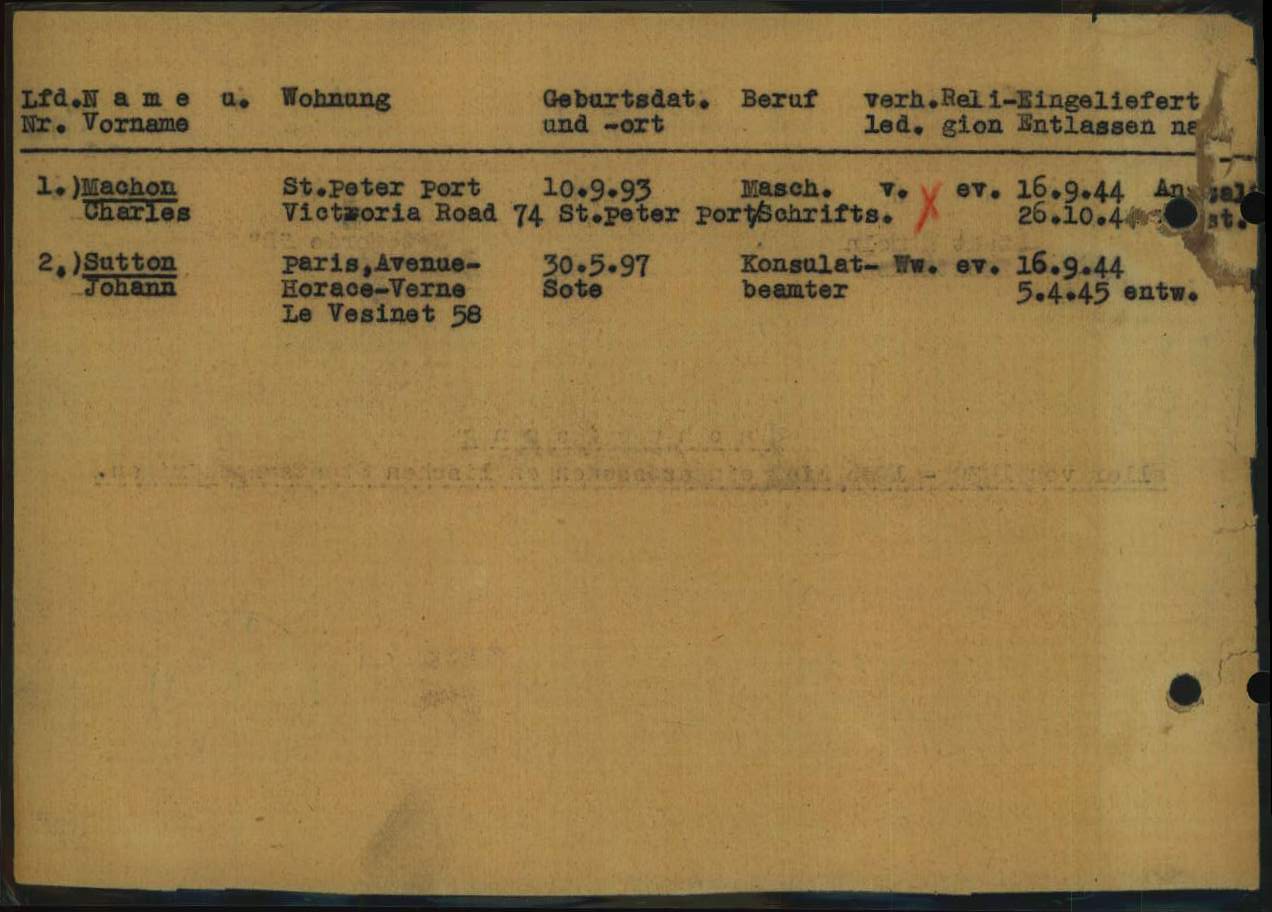 Lfd. N a m e u. Wohnung Geburtsdat. Beruf verh. Reli- Eingeliefert
Nr. Vorname und -ort led. gion Entlassen
1.) Machon St.Peter Port 10.9.93 Masch. v. ev. 16.9.44
Charles Victoria Road 74 St.Peter Port/Schrifts. 26.10.4
2.) Sutton Paris,Avenue- 30.5.97 Konsulat- Ww. ev. 16.9.44
Johann Horace-Verne Sote beamter 5.4.45 entw.
Le Vesinet 58